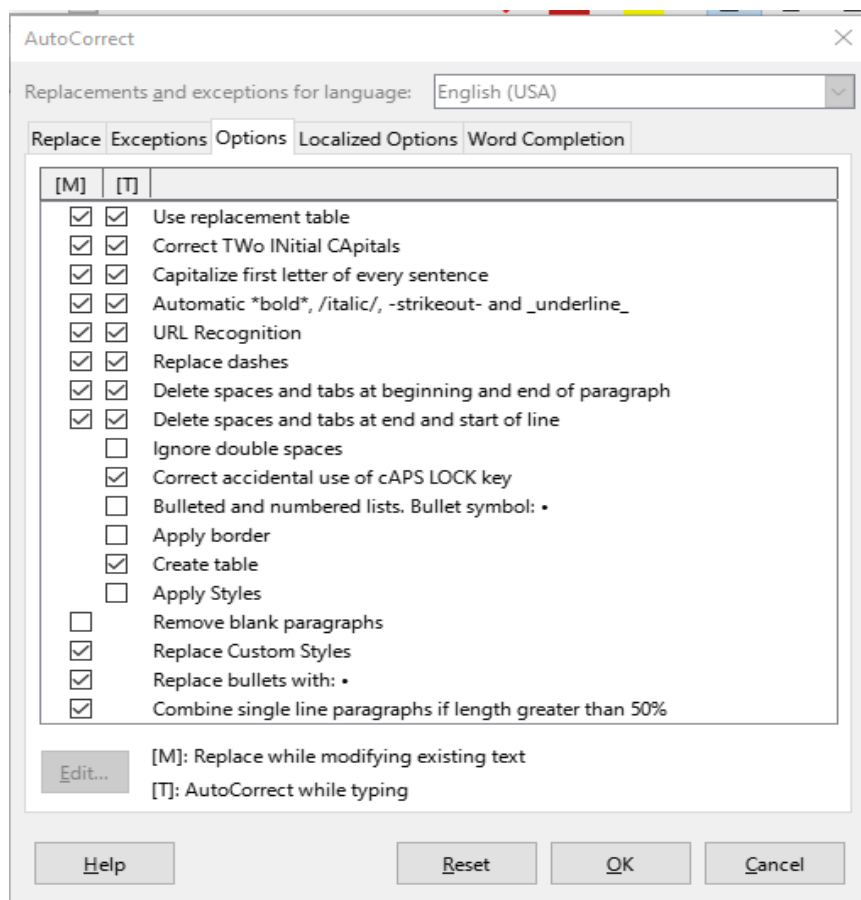 AutoCorrect
Replacements and exceptions for language: English (USA)
Replace Exceptions Options Localized Options Word Completion
[M] [T]
Use replacement table
Correct TWo INitial CApitals
Capitalize first letter of every sentence
Automatic *bold*, /italic/, -strikeout- and _underline_
URL Recognition
Replace dashes
Delete spaces and tabs at beginning and end of paragraph
Delete spaces and tabs at end and start of line
Ignore double spaces
Correct accidental use of cAPS LOCK key
Bulleted and numbered lists. Bullet symbol: •
Apply border
Create table
Apply Styles
Remove blank paragraphs
Replace Custom Styles
Replace bullets with: •
Combine single line paragraphs if length greater than 50%
Edit... [M]: Replace while modifying existing text
[T]: AutoCorrect while typing
Help Reset OK Cancel